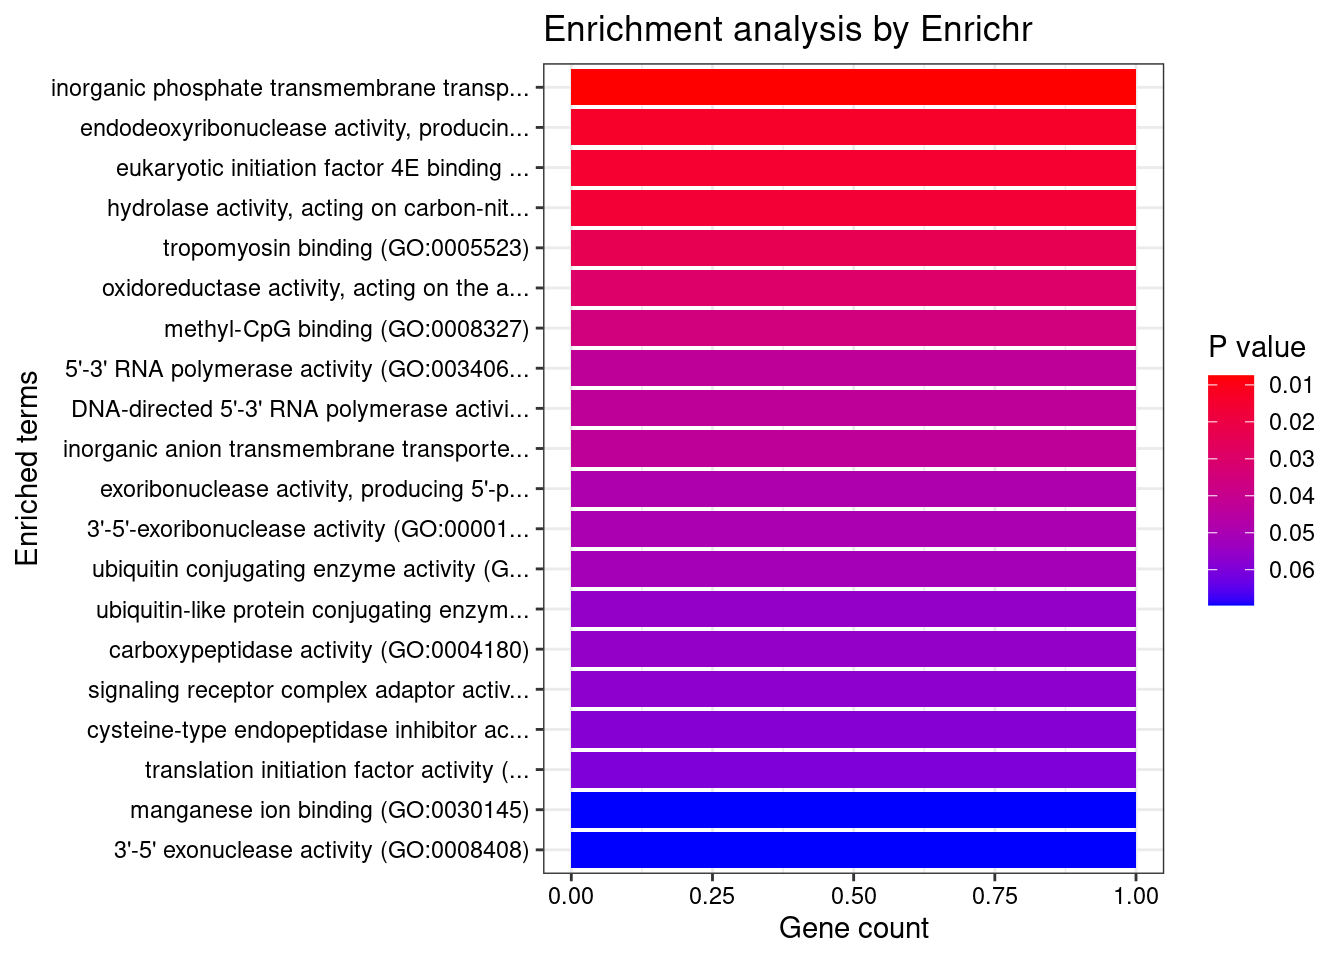 Enrichment analysis by Enrichr
Enriched terms
inorganic phosphate transmembrane transp...
endodeoxyribonuclease activity, producin...
eukaryotic initiation factor 4E binding ...
hydrolase activity, acting on carbon-nit...
tropomyosin binding (GO:0005523)
oxidoreductase activity, acting on the a...
methyl-CpG binding (GO:0008327)
5'-3' RNA polymerase activity (GO:003406...
DNA-directed 5'-3' RNA polymerase activi...
inorganic anion transmembrane transporte...
exoribonuclease activity, producing 5'-p...
3'-5'-exoribonuclease activity (GO:00001...
ubiquitin conjugating enzyme activity (G...
ubiquitin-like protein conjugating enzym...
carboxypeptidase activity (GO:0004180)
signaling receptor complex adaptor activ...
cysteine-type endopeptidase inhibitor ac...
translation initiation factor activity (...
manganese ion binding (GO:0030145)
3'-5' exonuclease activity (GO:0008408)
0.00 0.25 0.50 0.75 1.00
Gene count
P value
0.01
0.02
0.03
0.04
0.05
0.06